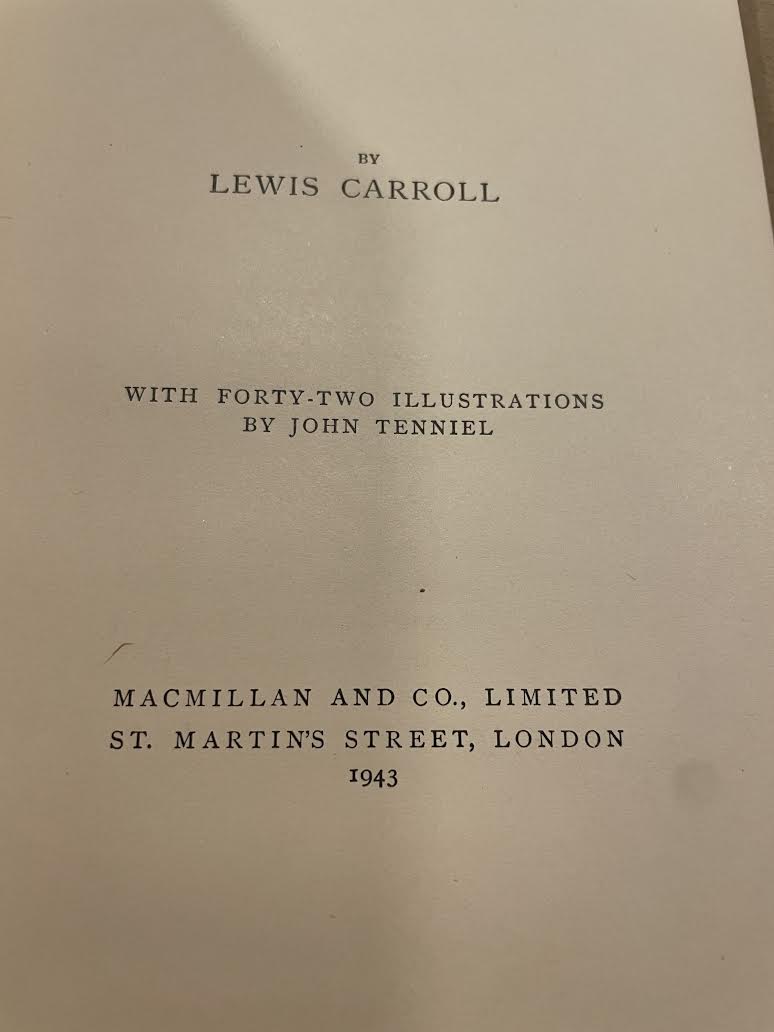 BY
LEWIS CARROLL
WITH FORTY-TWO ILLUSTRATIONS
BY JOHN TENNIEL
MACMILLAN AND CO., LIMITED
ST. MARTIN'S STREET, LONDON
1943